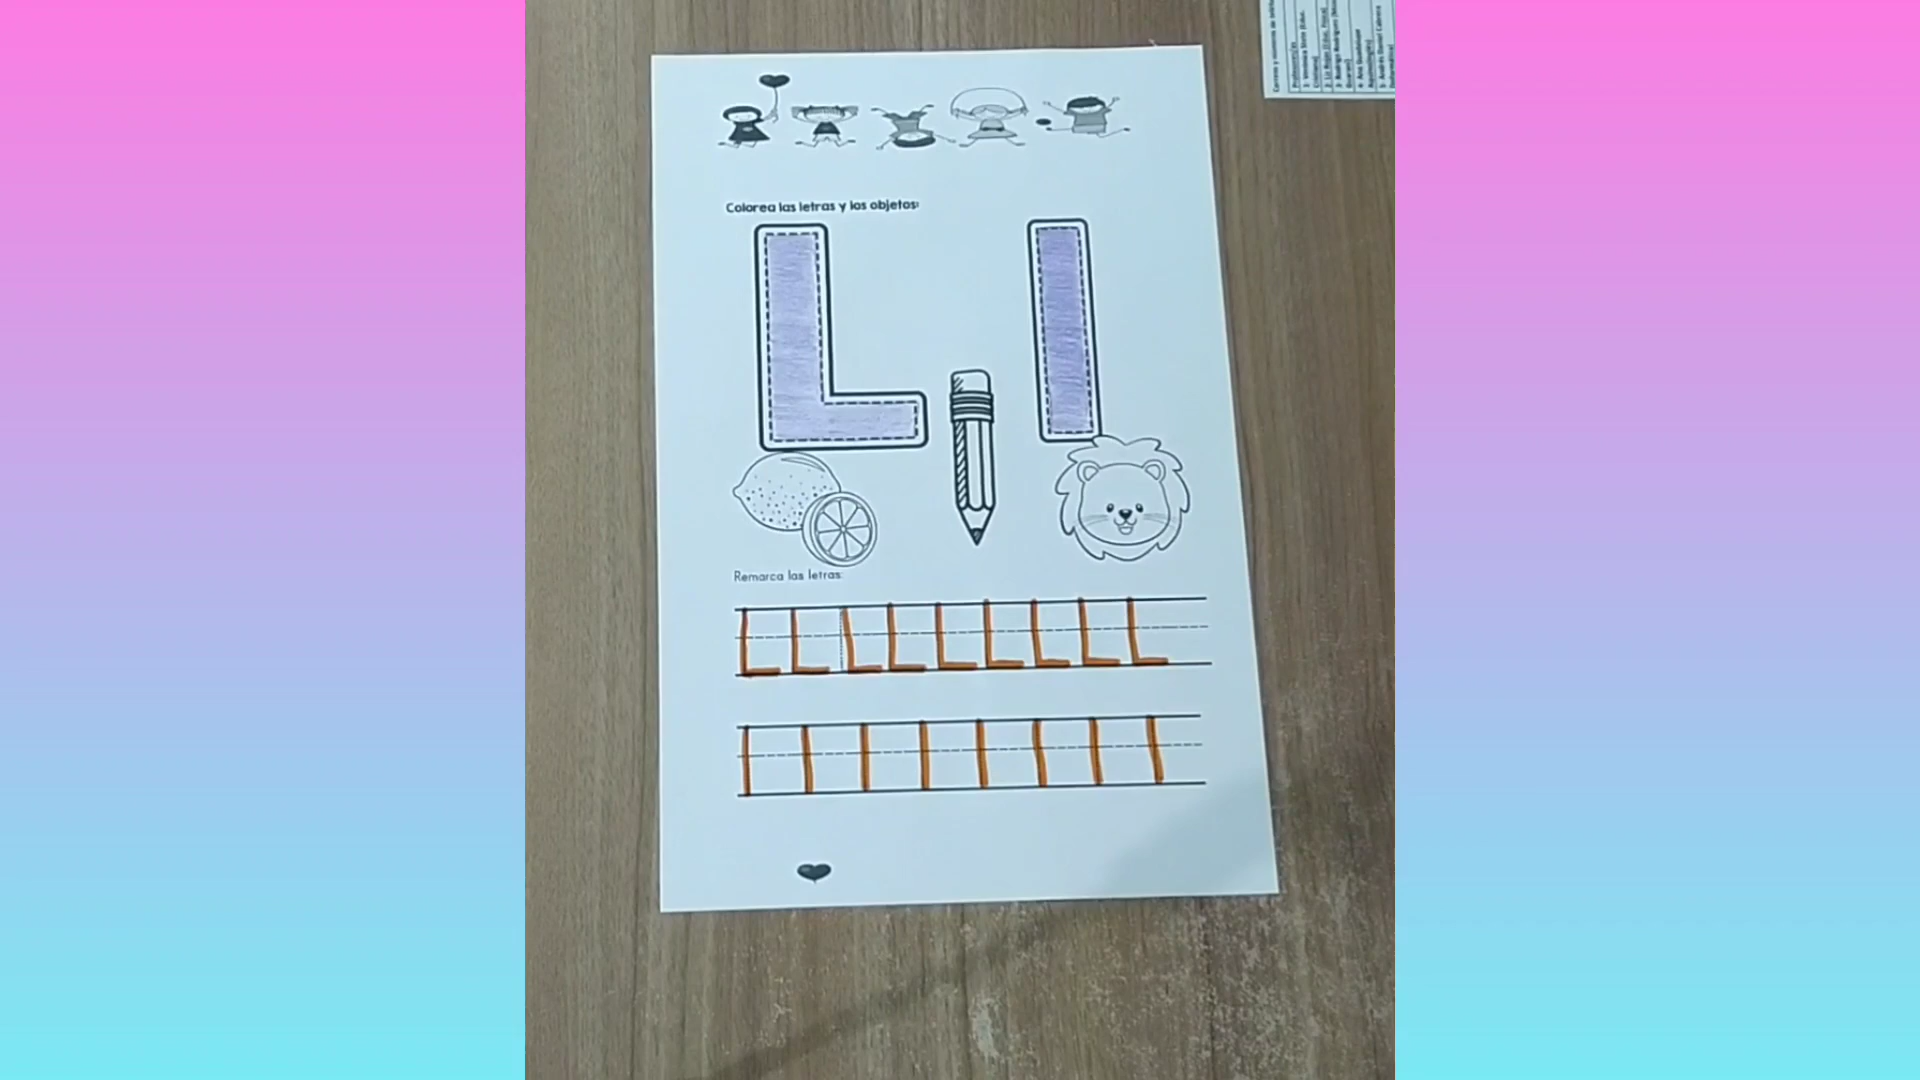 Colorea las letras y los objetos:
L l
Remarca las letras:
L L L L L L L L L
l l l l l l l l